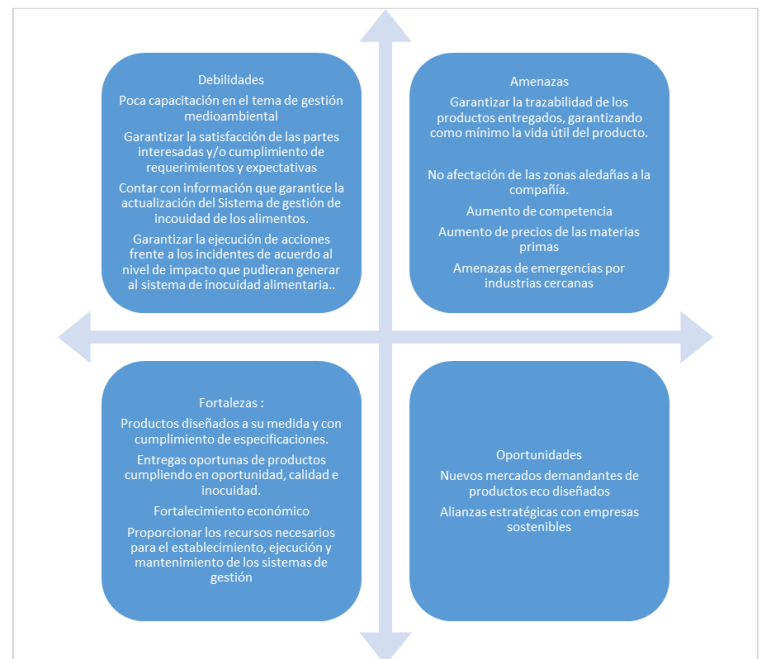 Debilidades
Poca capacitación en el tema de gestión
medioambiental
Garantizar la satisfacción de las partes
interesadas y/o cumplimiento de
requerimientos y expectativas
Contar con información que garantice la
actualización del Sistema de gestión de
incouidad de los alimentos.
Garantizar la ejecución de acciones
frente a los incidentes de acuerdo al
nivel de impacto que pudieran generar
al sistema de inocuidad alimentaria..
Amenazas
Garantizar la trazabilidad de los
productos entregados, garantizando
como mínimo la vida útil del producto.
No afectación de las zonas aledañas a la
compañía.
Aumento de competencia
Aumento de precios de las materias
primas
Amenazas de emergencias por
industrias cercanas
Fortalezas :
Productos diseñados a su medida y con
cumplimiento de especificaciones.
Entregas oportunas de productos
cumpliendo en oportunidad, calidad e
inocuidad.
Fortalecimiento económico
Proporcionar los recursos necesarios
para el establecimiento, ejecución y
mantenimiento de los sistemas de
gestión
Oportunidades
Nuevos mercados demandantes de
productos eco diseñados
Alianzas estratégicas con empresas
sostenibles